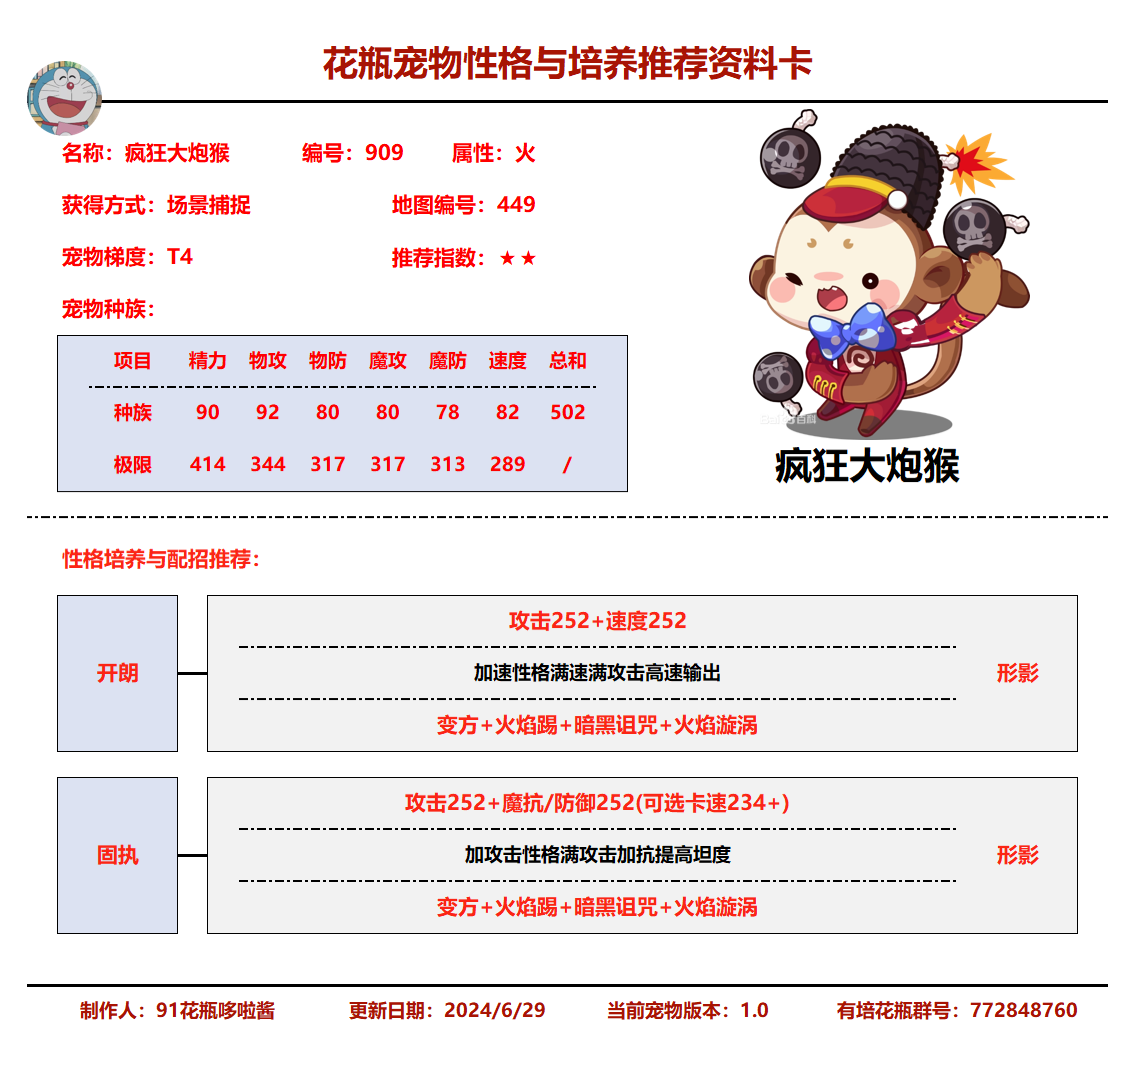 花瓶宠物性格与培养推荐资料卡
名称：疯狂大炮猴 编号：909 属性：火
获得方式：场景捕捉 地图编号：449
宠物梯度：T4 推荐指数：★★
宠物种族：
项目 精力 物攻 物防 魔攻 魔防 速度 总和
种族 90 92 80 80 78 82 502
极限 414 344 317 317 313 289 /
Baidu百科
疯狂大炮猴
性格培养与配招推荐：
攻击252+速度252
开朗 加速性格满速满攻击高速输出 形影
变方+火焰踢+暗黑诅咒+火焰漩涡
攻击252+魔抗/防御252(可选卡速234+)
固执 加攻击性格满攻击加抗提高坦度 形影
变方+火焰踢+暗黑诅咒+火焰漩涡
制作人：91花瓶哆啦酱 更新日期：2024/6/29 当前宠物版本：1.0 有培花瓶群号：772848760